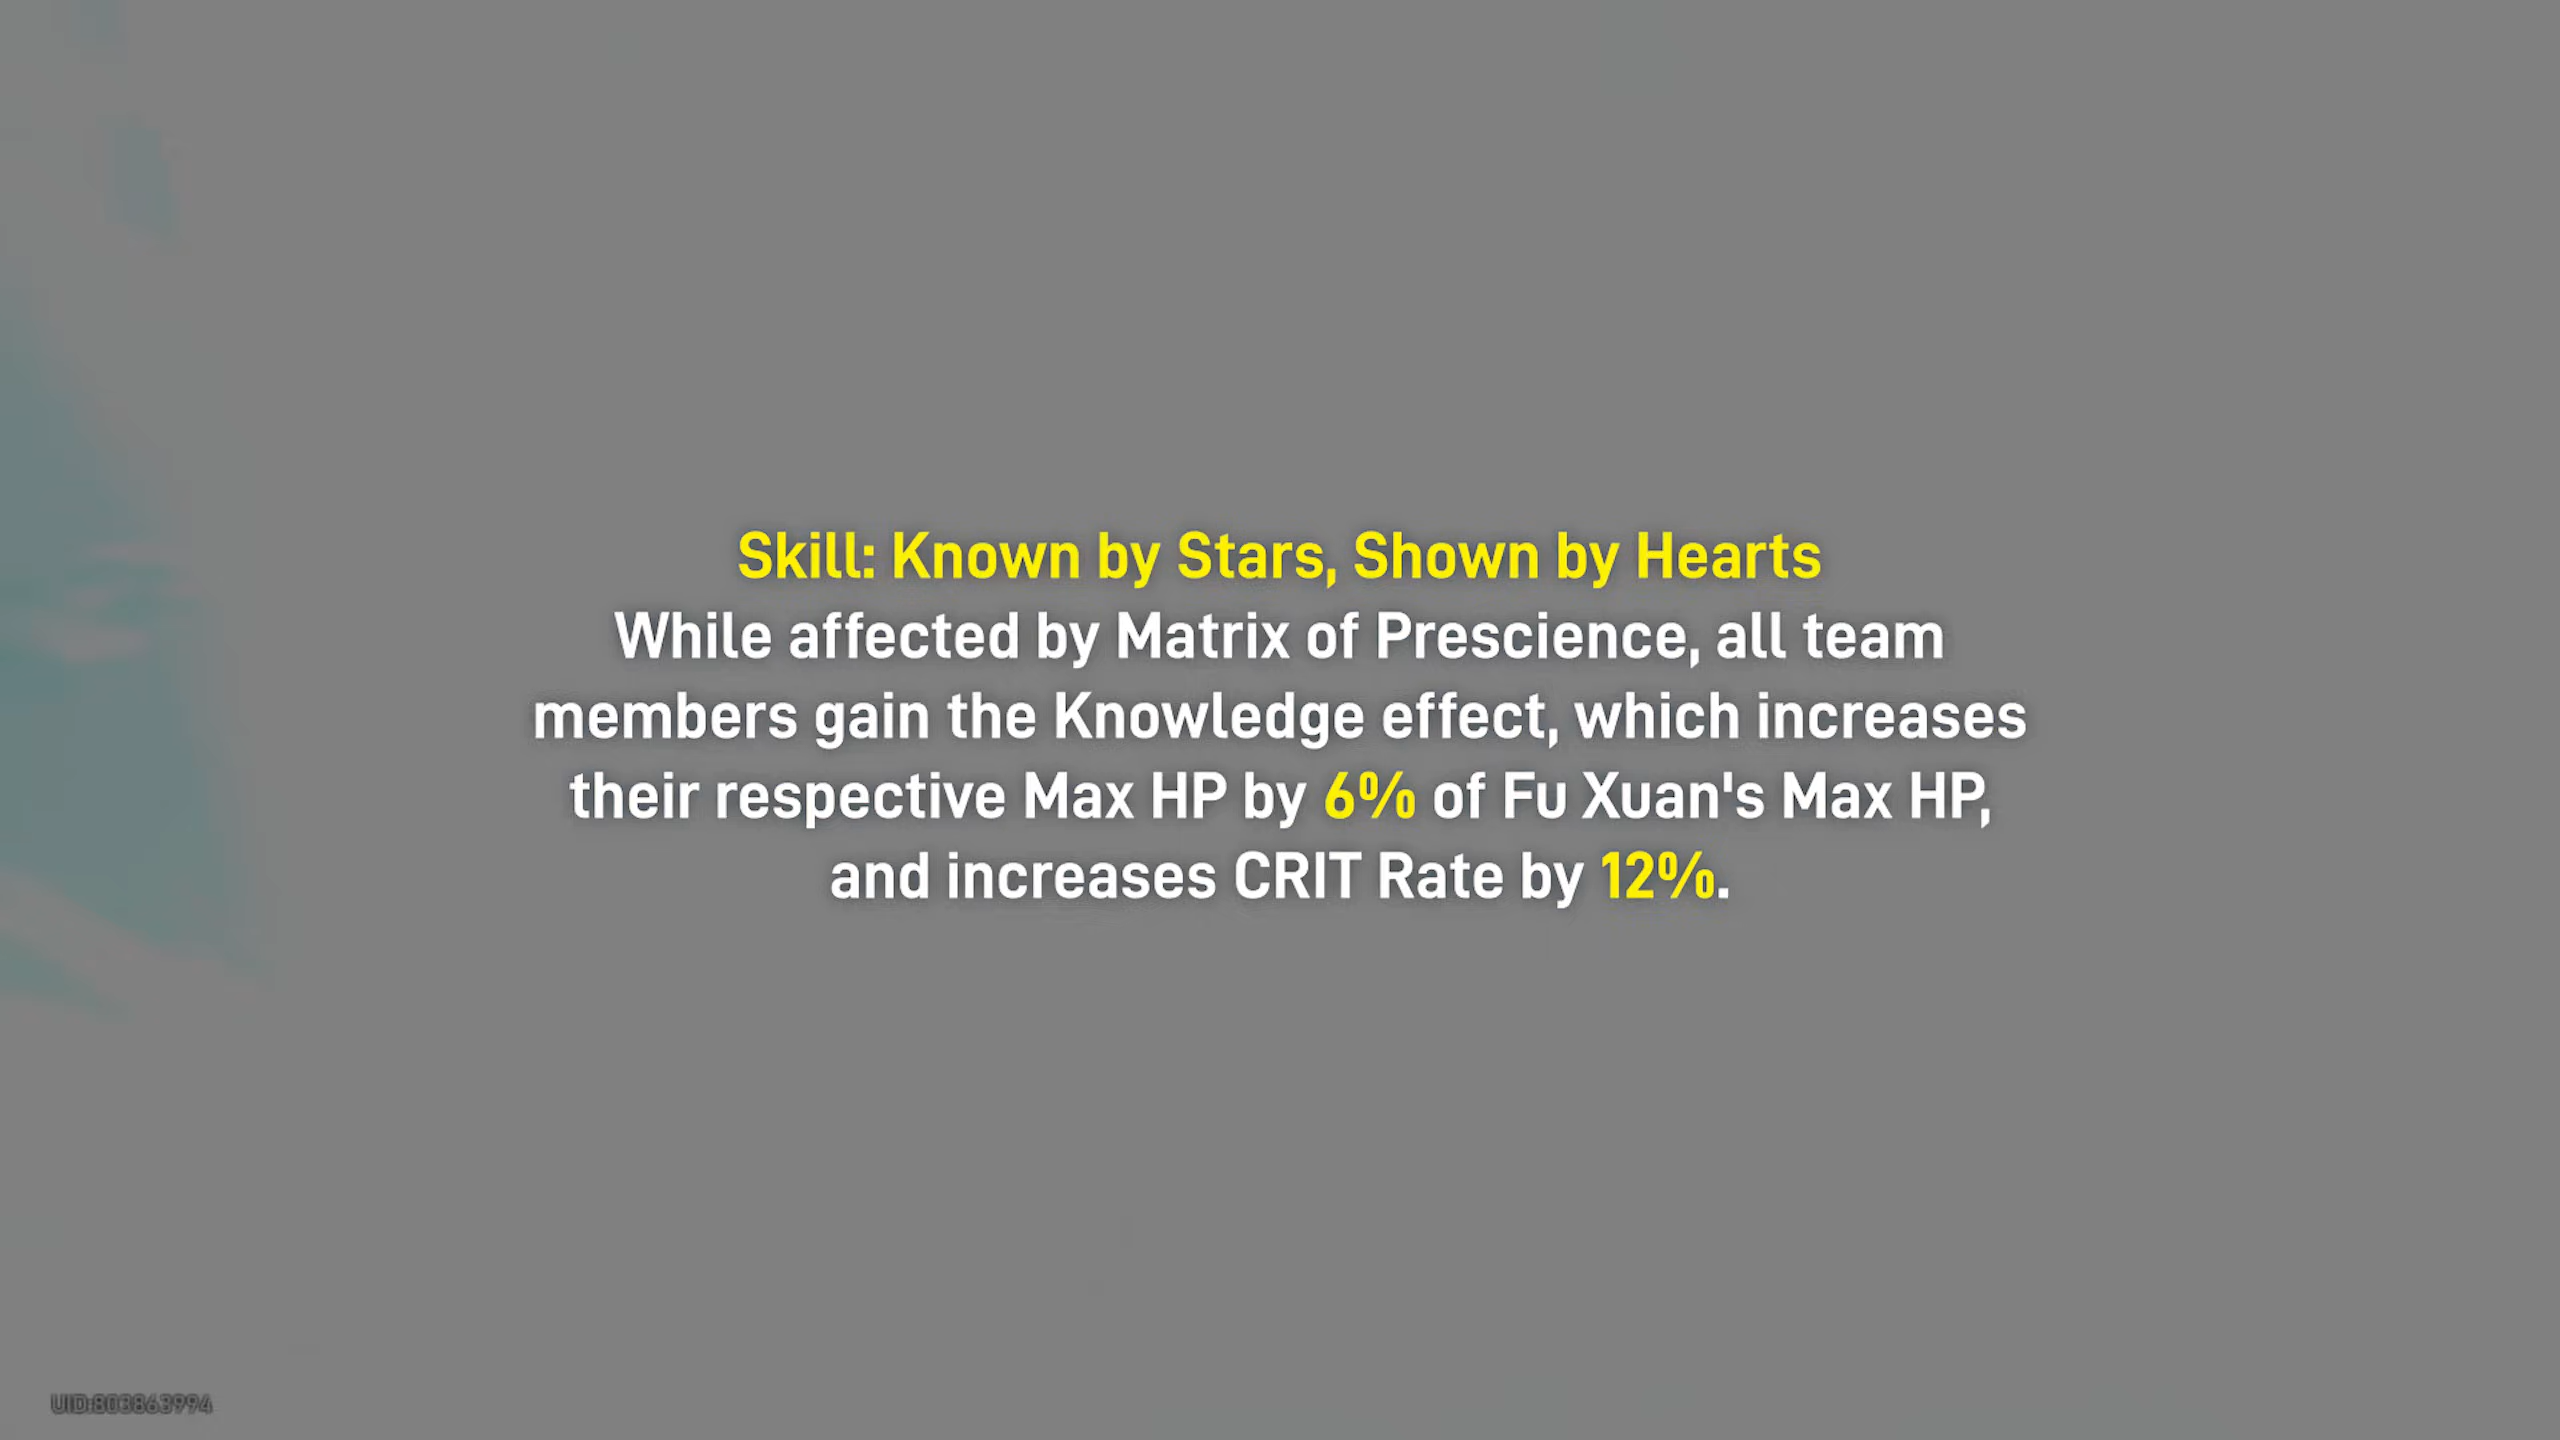 Skill: Known by Stars, Shown by Hearts
While affected by Matrix of Prescience, all team
members gain the Knowledge effect, which increases
their respective Max HP by 6% of Fu Xuan's Max HP,
and increases CRIT Rate by 12%.
UID:803863994